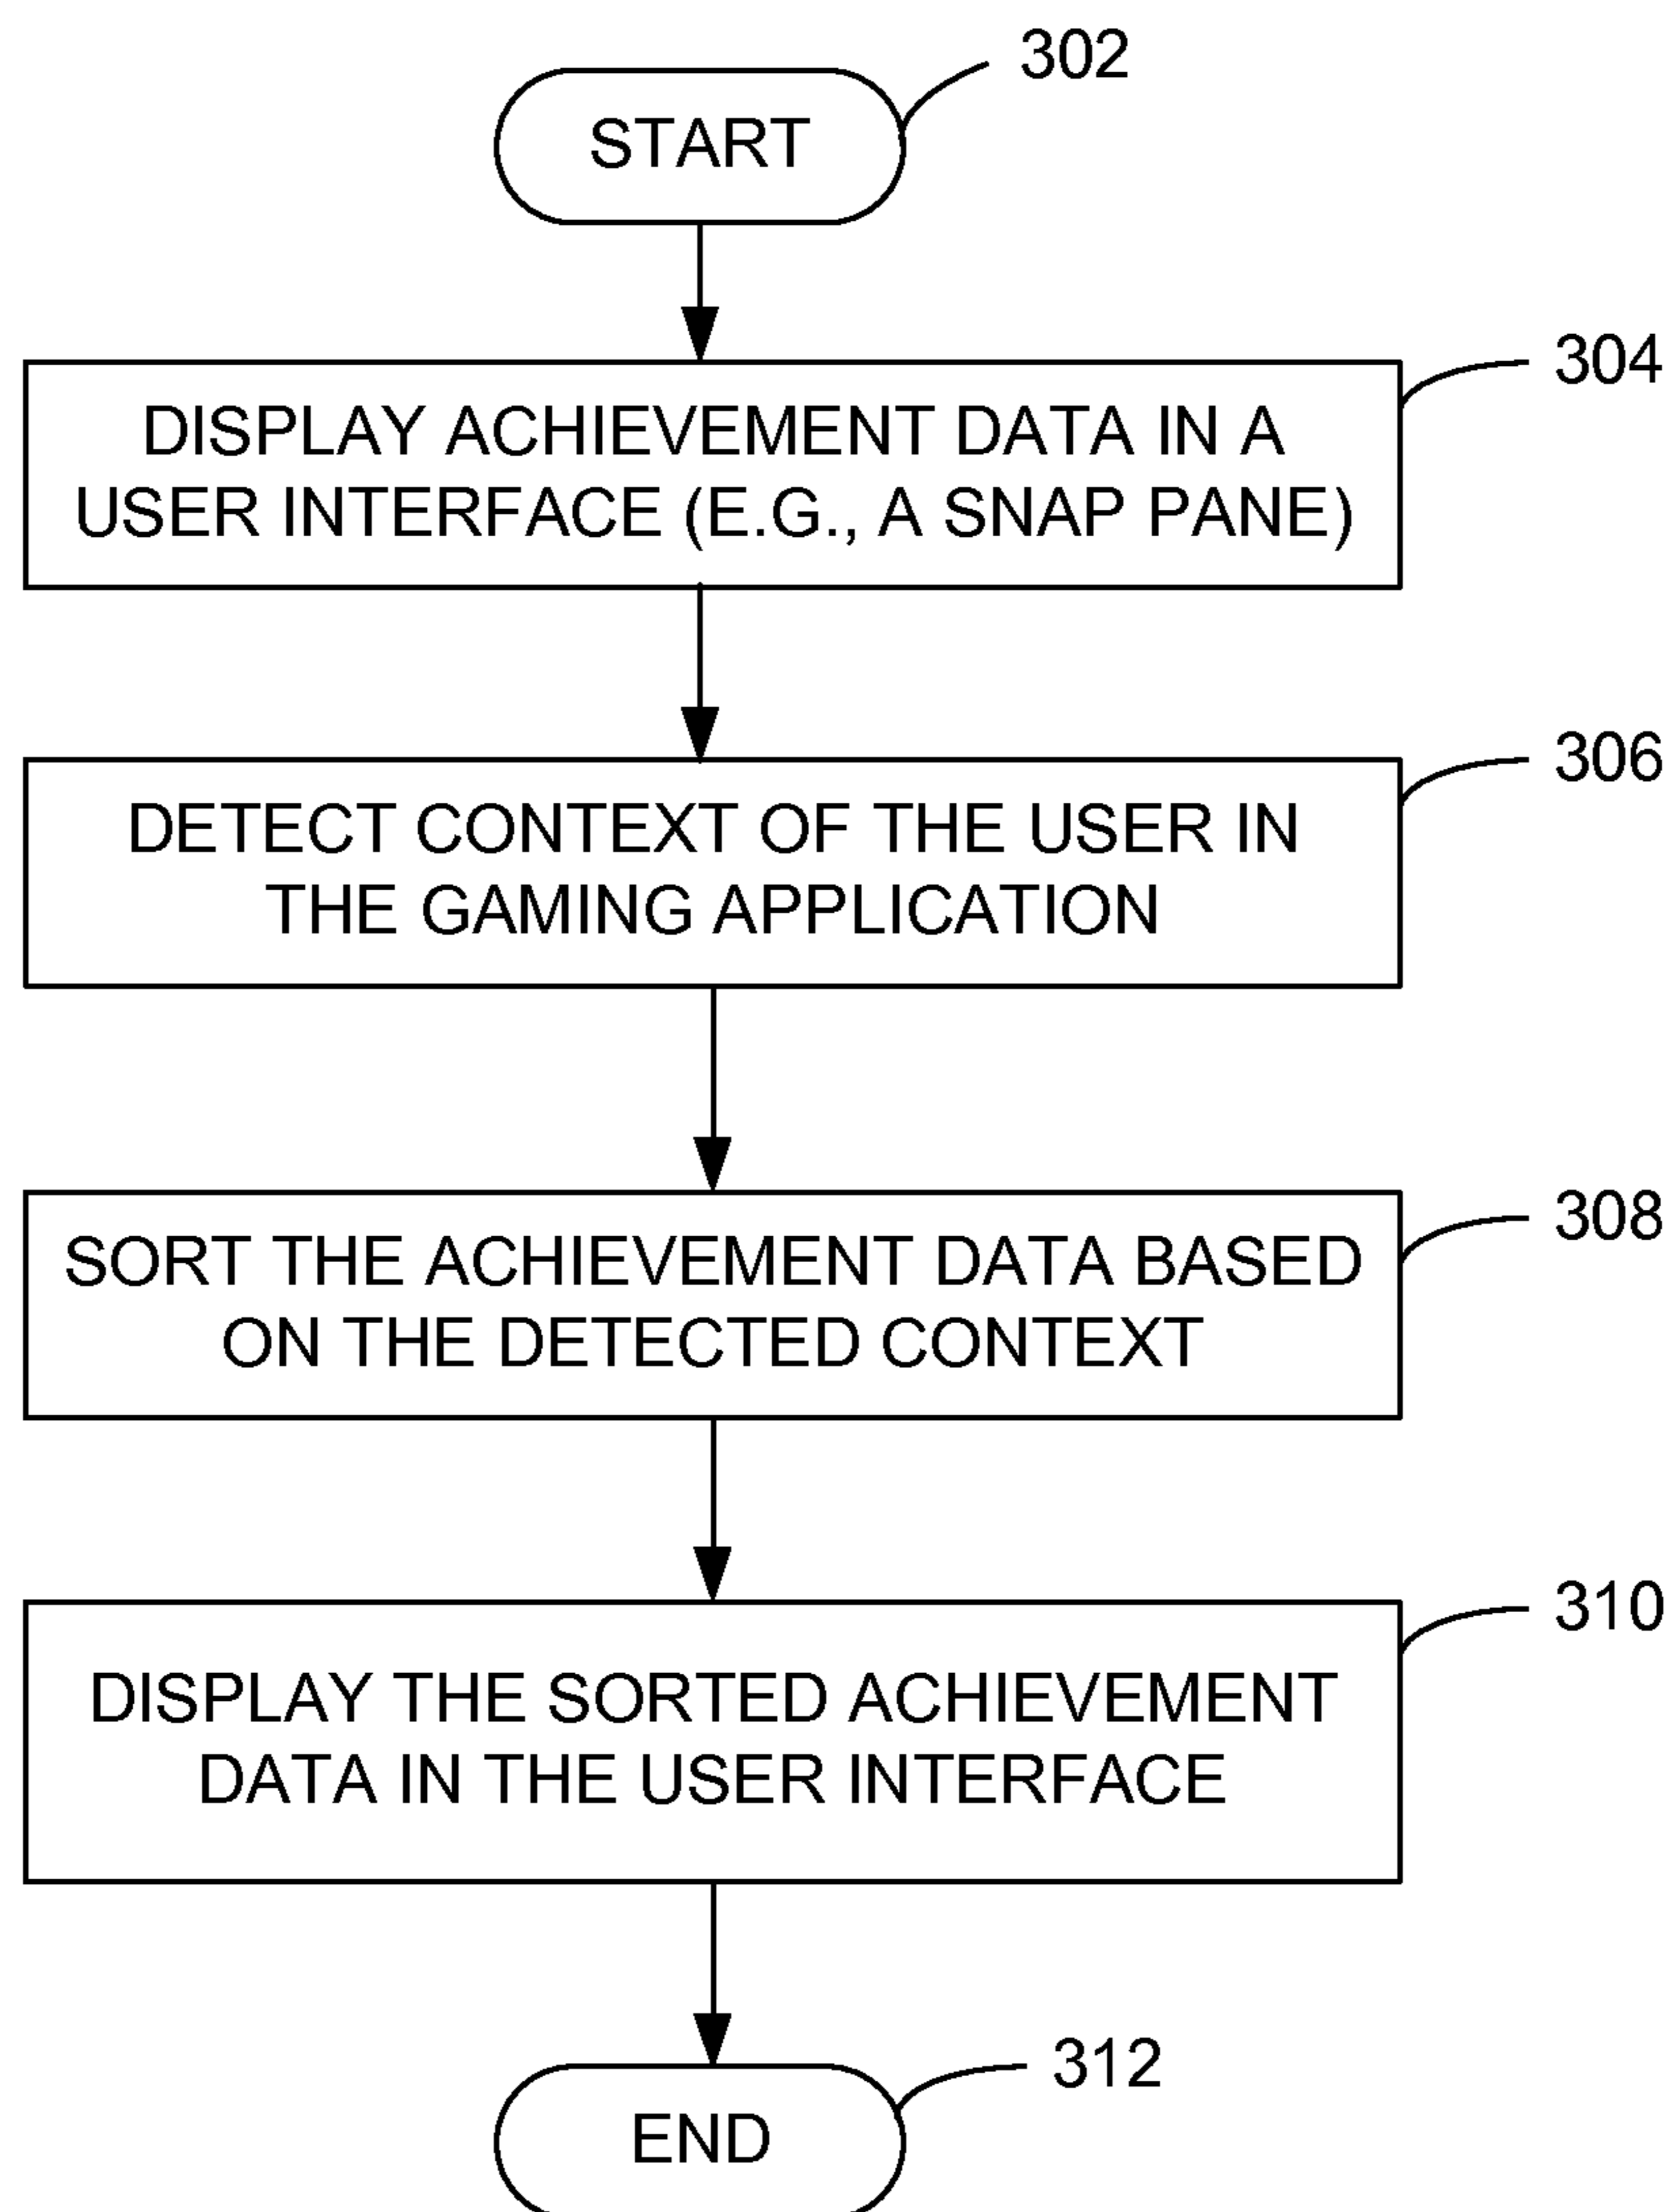 302
START
304
DISPLAY ACHIEVEMENT DATA IN A
USER INTERFACE (E.G., A SNAP PANE)
306
DETECT CONTEXT OF THE USER IN
THE GAMING APPLICATION
308
SORT THE ACHIEVEMENT DATA BASED
ON THE DETECTED CONTEXT
310
DISPLAY THE SORTED ACHIEVEMENT
DATA IN THE USER INTERFACE
312
END